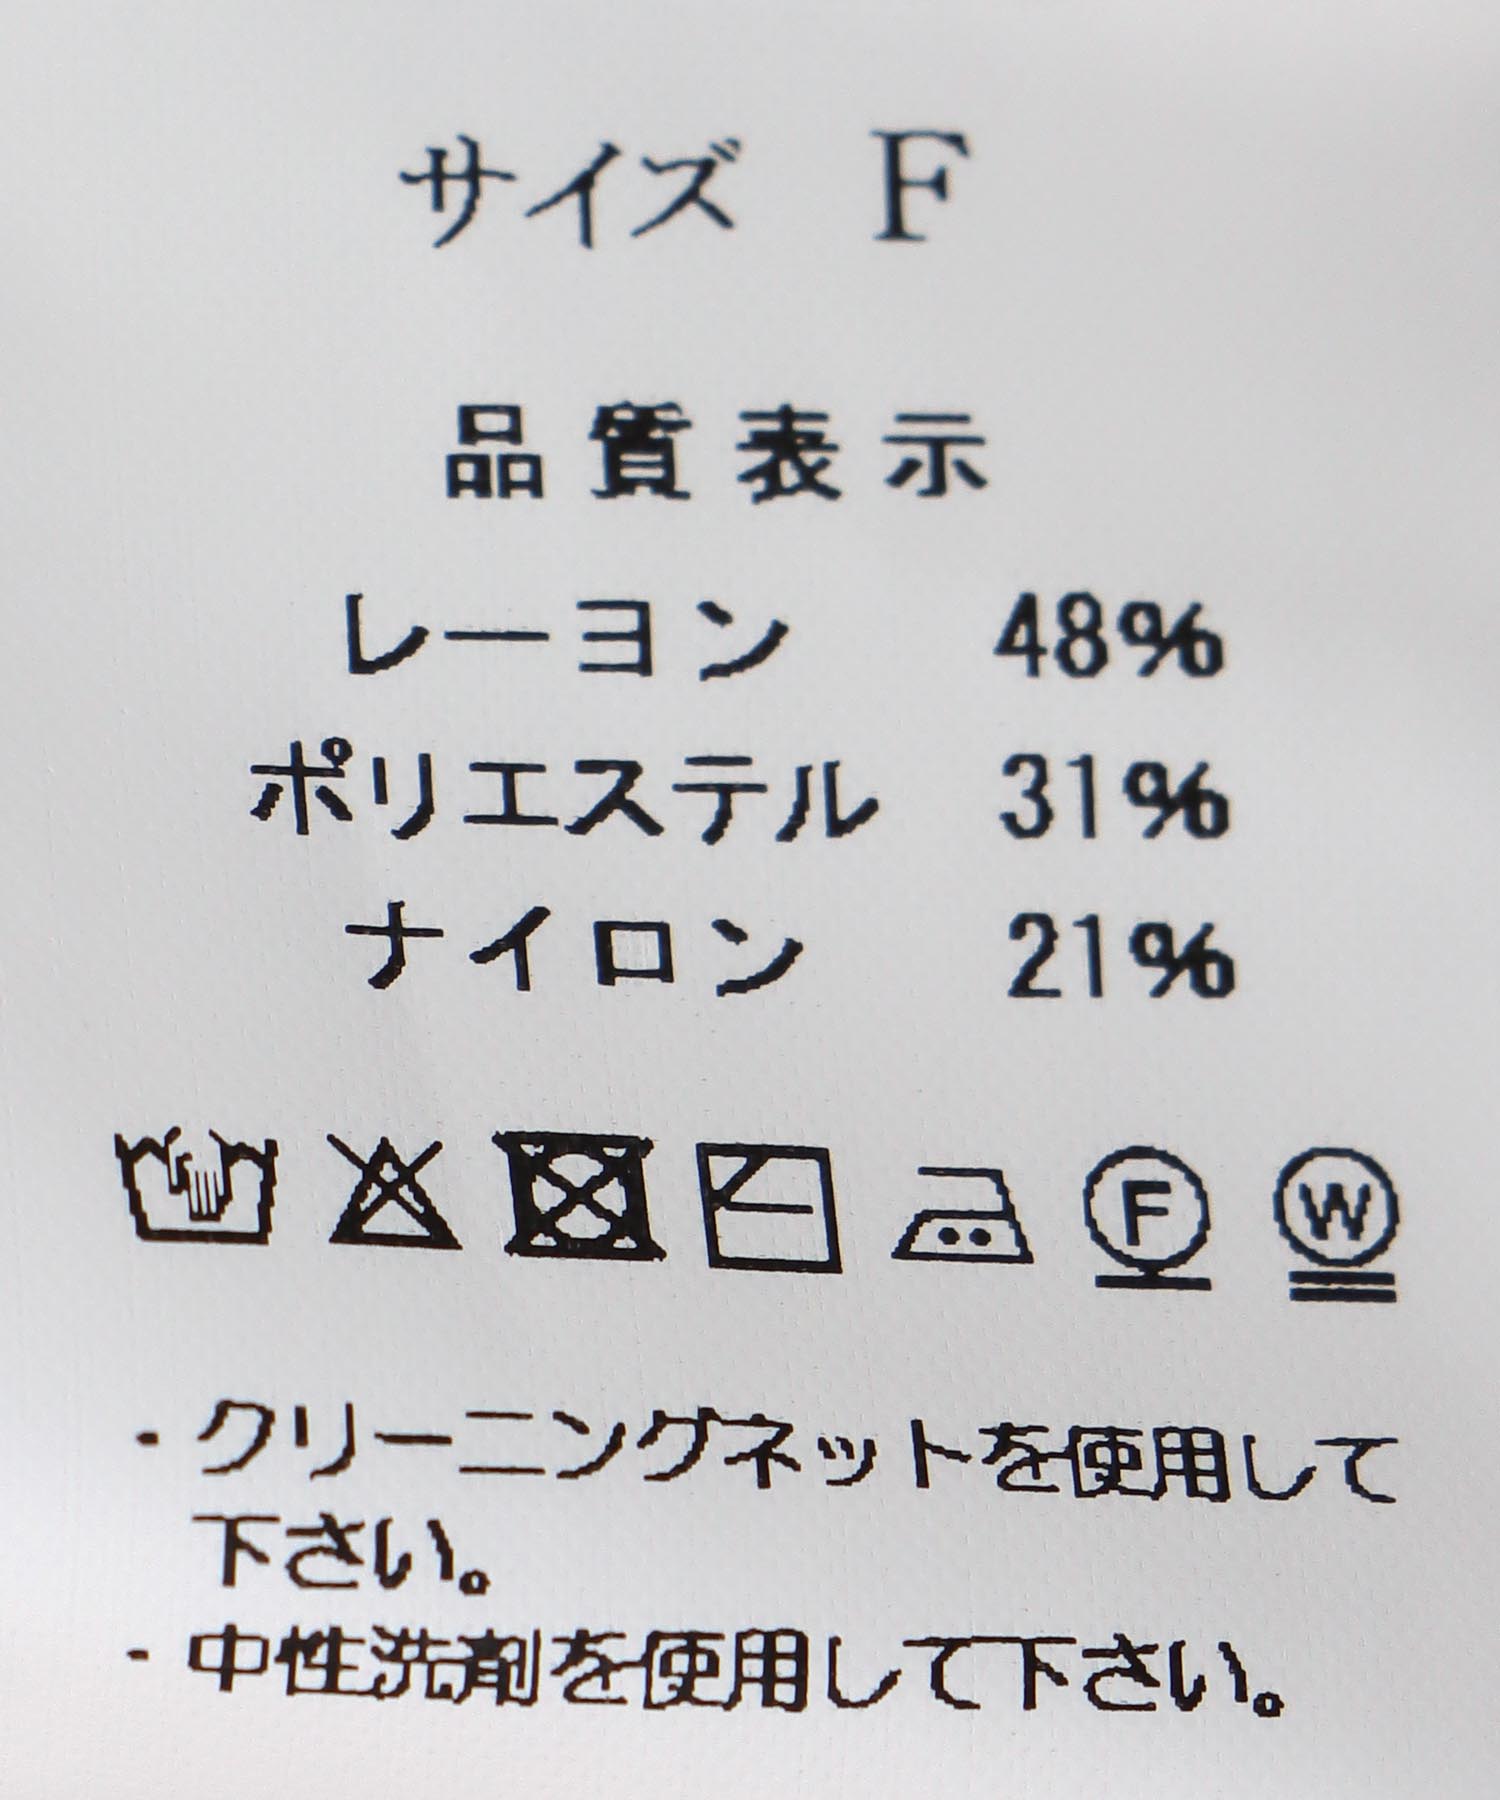 サイズ F
品質表示
レーヨン 48%
ポリエステル 31%
ナイロン 21%
F W
・クリーニングネットを使用して
下さい。
・中性洗剤を使用して下さい。